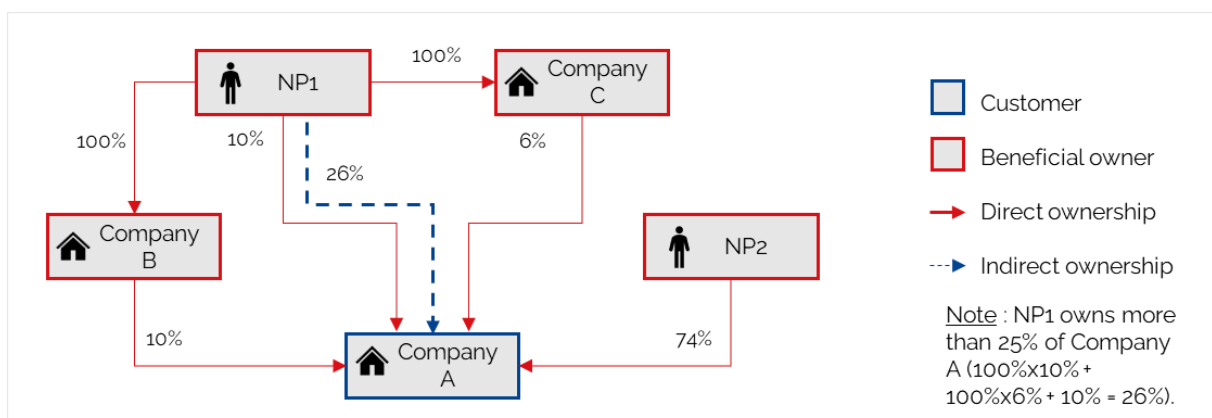 100%
NP1
Company
C
100%
10%
6%
26%
Company
B
NP2
10%
Company
A
74%
Customer
Beneficial owner
Direct ownership
Indirect ownership
Note : NP1 owns more
than 25% of Company
A (100%x10% +
100%x6% + 10% = 26%).